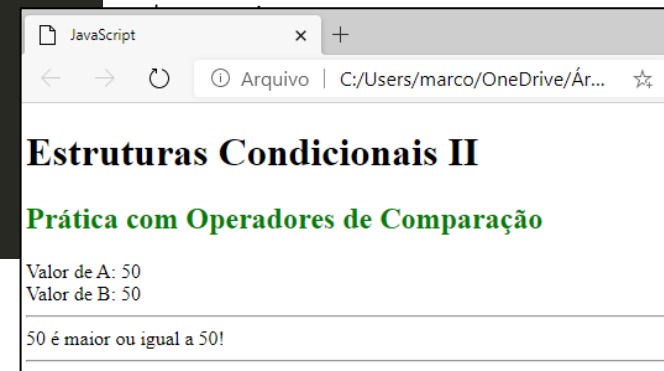 JavaScript
Arquivo C:/Users/marco/OneDrive/Ár...
Estruturas Condicionais II
Prática com Operadores de Comparação
Valor de A: 50
Valor de B: 50
50 é maior ou igual a 50!